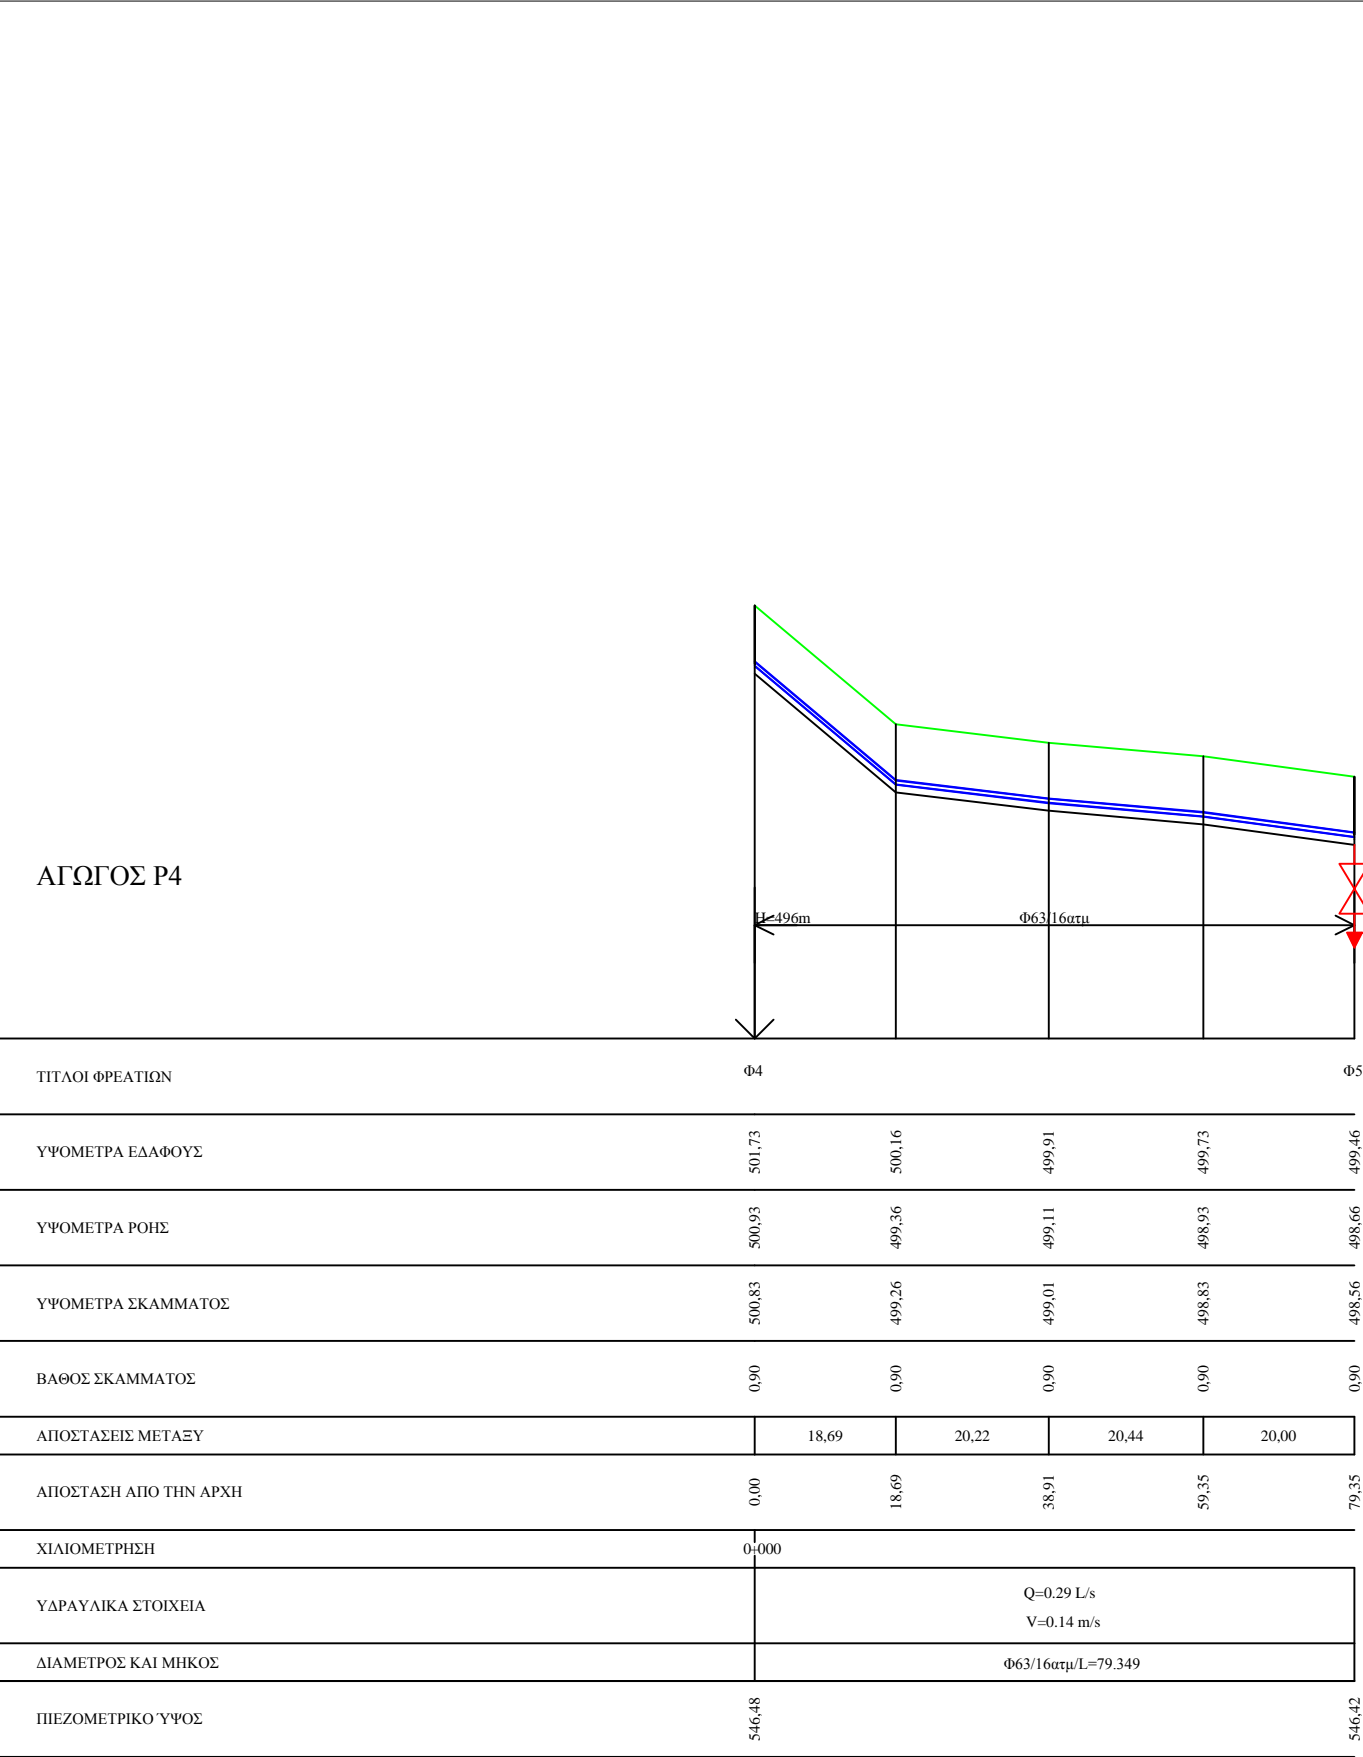 ΑΓΩΓΟΣ P4
H=496m Φ63/16ατμ
ΤΙΤΛΟΙ ΦΡΕΑΤΙΩΝ Φ4 Φ5
ΥΨΟΜΕΤΡΑ ΕΔΑΦΟΥΣ 501,73 500,16 499,91 499,73 499,46
ΥΨΟΜΕΤΡΑ ΡΟΗΣ 500,93 499,36 499,11 498,93 498,66
ΥΨΟΜΕΤΡΑ ΣΚΑΜΜΑΤΟΣ 500,83 499,26 499,01 498,83 498,56
ΒΑΘΟΣ ΣΚΑΜΜΑΤΟΣ 0,90 0,90 0,90 0,90 0,90
ΑΠΟΣΤΑΣΕΙΣ ΜΕΤΑΞΥ 18,69 20,22 20,44 20,00
ΑΠΟΣΤΑΣΗ ΑΠΟ ΤΗΝ ΑΡΧΗ 0,00 18,69 38,91 59,35 79,35
ΧΙΛΙΟΜΕΤΡΗΣΗ 0+000
ΥΔΡΑΥΛΙΚΑ ΣΤΟΙΧΕΙΑ Q=0.29 L/s
V=0.14 m/s
ΔΙΑΜΕΤΡΟΣ ΚΑΙ ΜΗΚΟΣ Φ63/16ατμ/L=79.349
ΠΙΕΖΟΜΕΤΡΙΚΟ ΎΨΟΣ 546,48 546,42